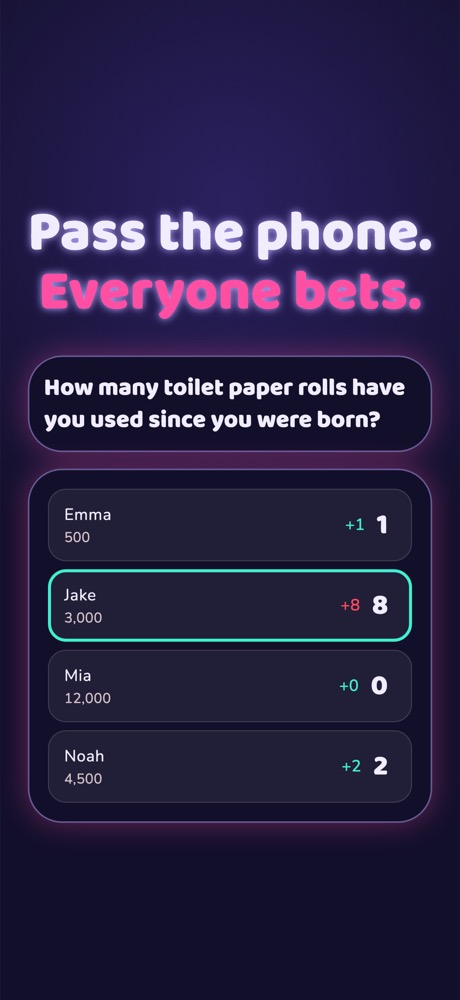 Pass the phone.
Everyone bets.
How many toilet paper rolls have
you used since you were born?
Emma
500
+1 1
Jake
3,000
+8 8
Mia
12,000
+0 0
Noah
4,500
+2 2